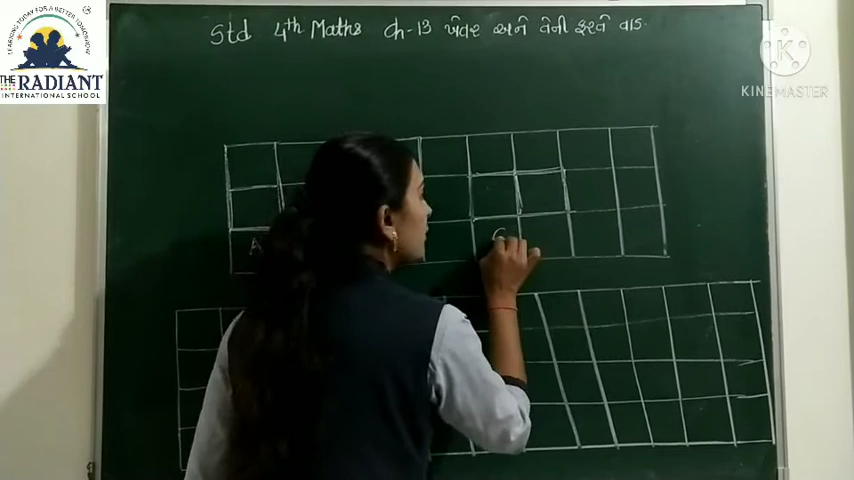 LEARNING TODAY FOR A BETTER TOMORROW
THE RADIANT
INTERNATIONAL SCHOOL
Std 4th Maths ch-13 ખેતર અને તેની ફરતે વાડ
KINEMASTER
A